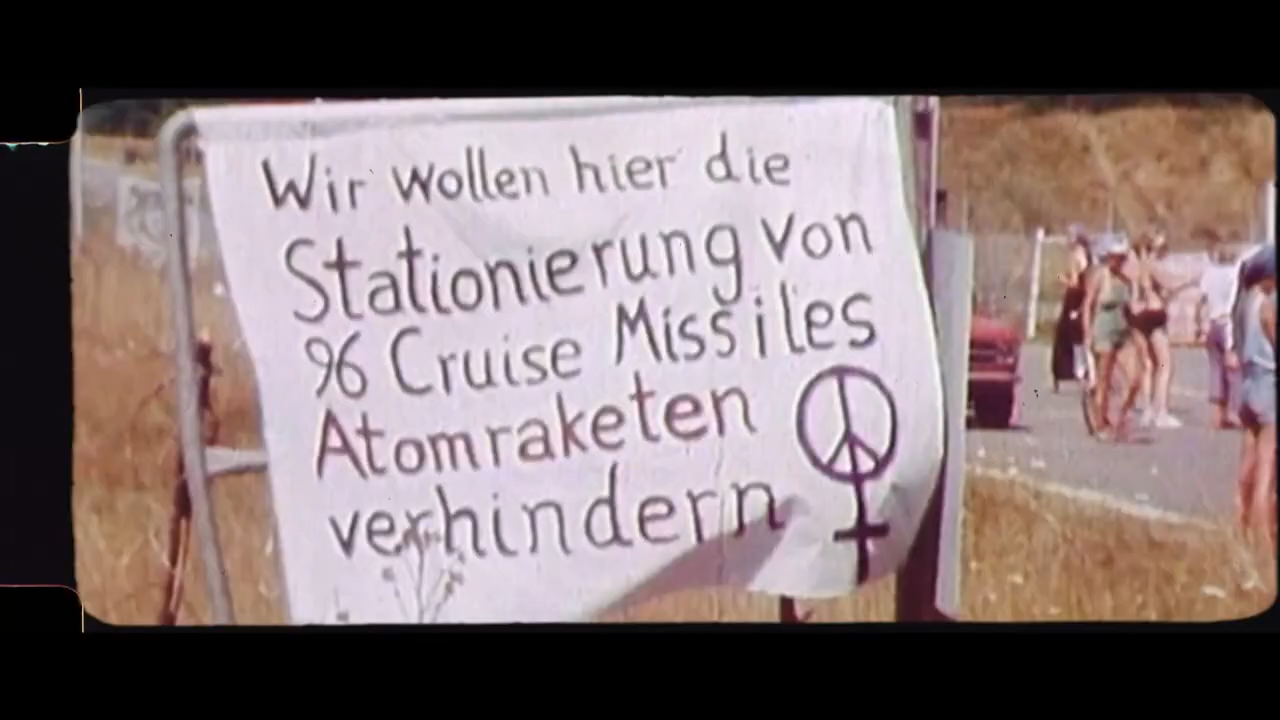 Wir wollen hier die
Stationierung von
96 Cruise Missiles
Atomraketen
verhindern